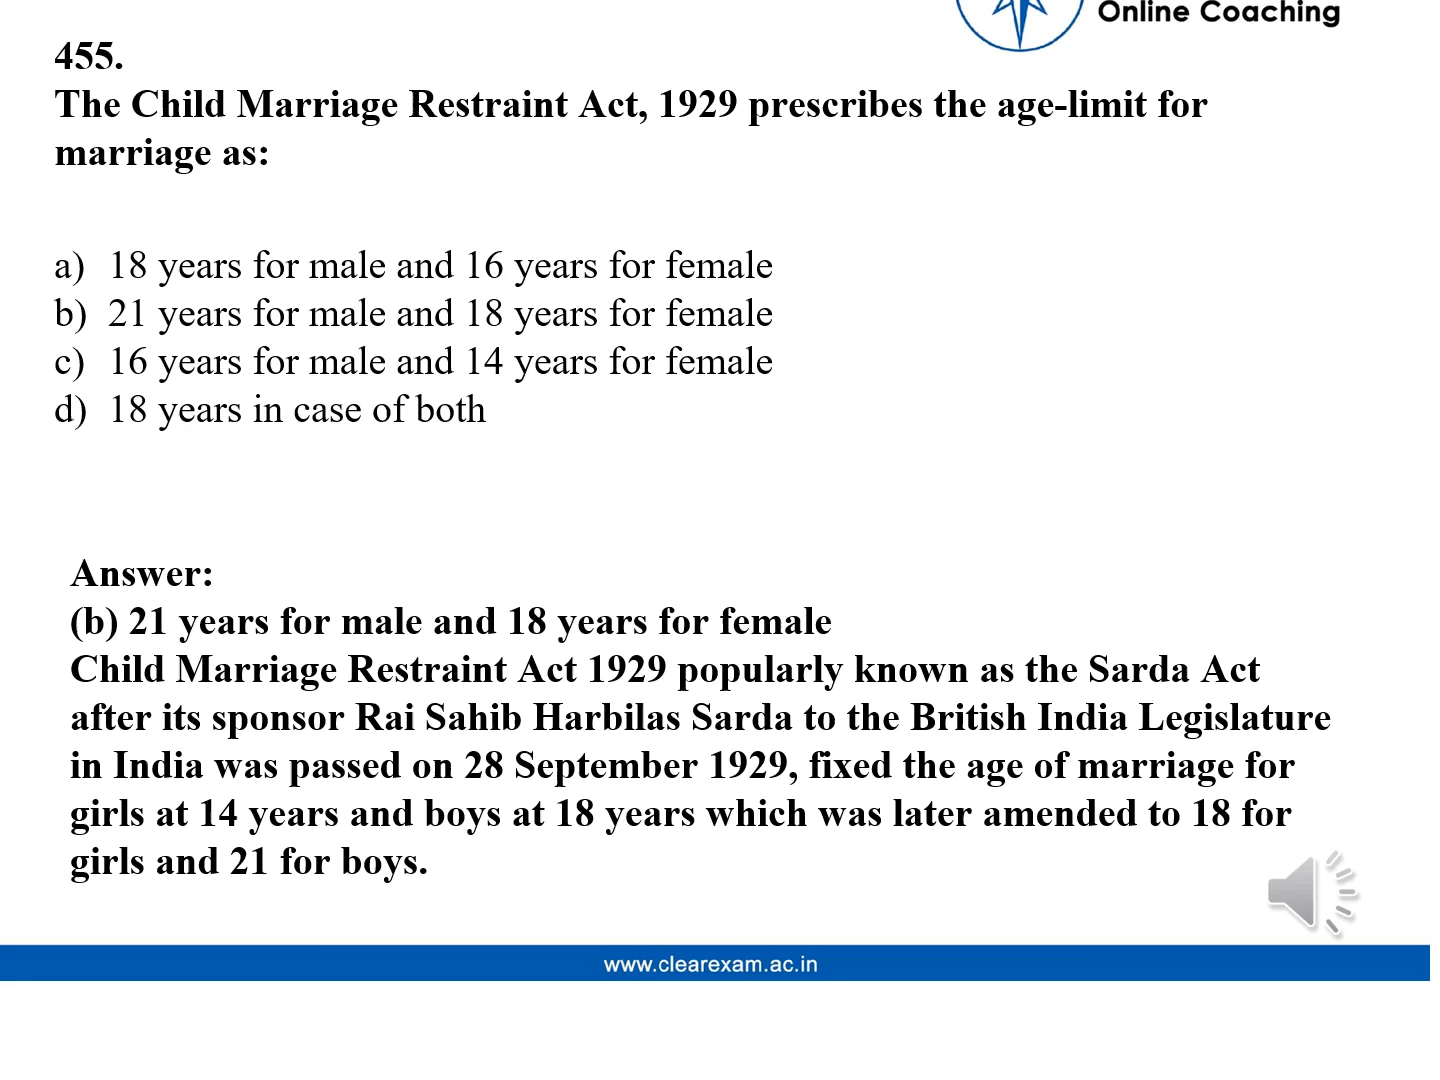 Online Coaching
455.
The Child Marriage Restraint Act, 1929 prescribes the age-limit for
marriage as:
a) 18 years for male and 16 years for female
b) 21 years for male and 18 years for female
c) 16 years for male and 14 years for female
d) 18 years in case of both
Answer:
(b) 21 years for male and 18 years for female
Child Marriage Restraint Act 1929 popularly known as the Sarda Act
after its sponsor Rai Sahib Harbilas Sarda to the British India Legislature
in India was passed on 28 September 1929, fixed the age of marriage for
girls at 14 years and boys at 18 years which was later amended to 18 for
girls and 21 for boys.
www.clearexam.ac.in